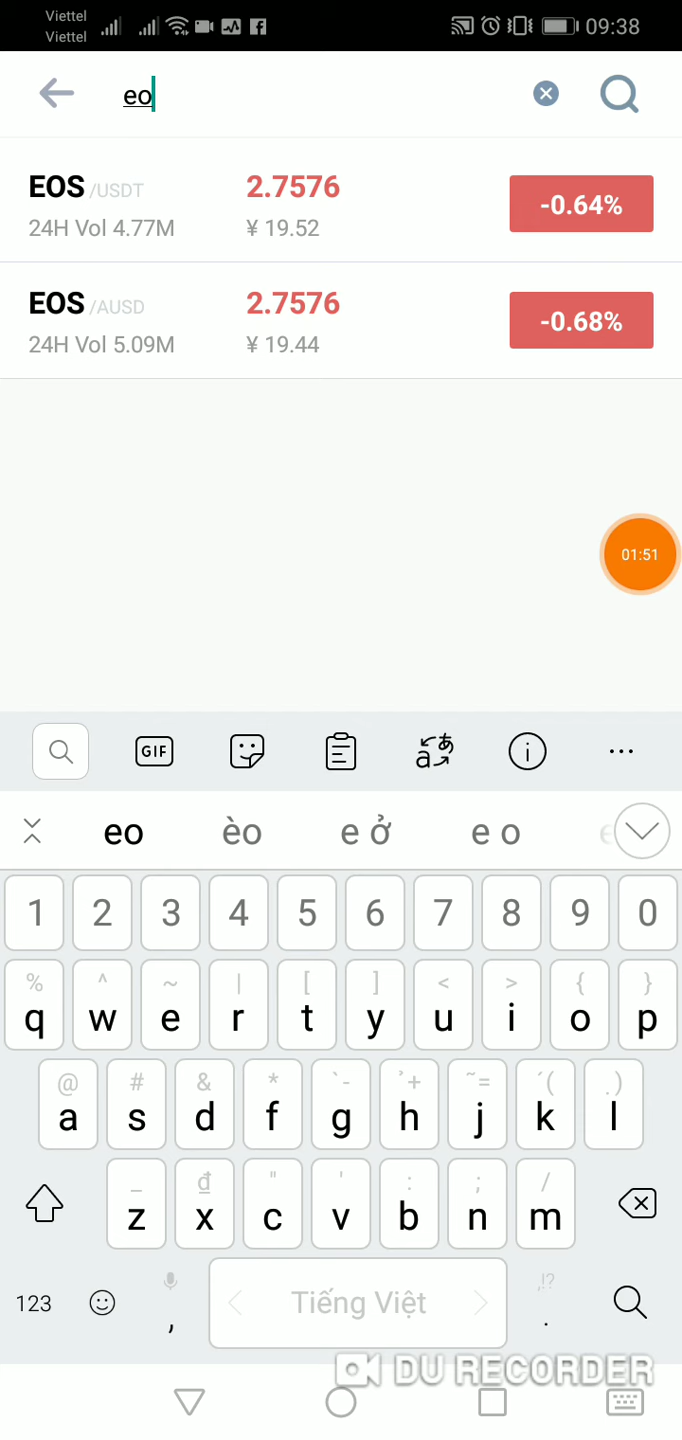 Viettel
Viettel
09:38
eo
EOS /USDT 2.7576 -0.64%
24H Vol 4.77M ¥ 19.52
EOS /AUSD 2.7576 -0.68%
24H Vol 5.09M ¥ 19.44
01:51
GIF
eo èo e ở e o
1 2 3 4 5 6 7 8 9 0
% ^ ~ | [ ] < > { }
q w e r t y u i o p
@ # & * `- ̉+ ~= ´( .)
a s d f g h j k l
_ đ " ' : ; /
z x c v b n m
,!?
123 , Tiếng Việt .
DU RECORDER